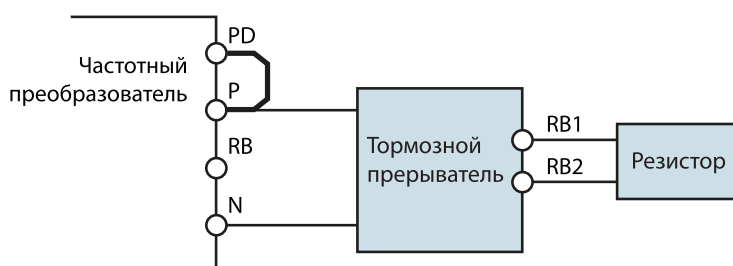 PD
Частотный
преобразователь
P
RB
N
Тормозной
прерыватель
RB1
RB2
Резистор